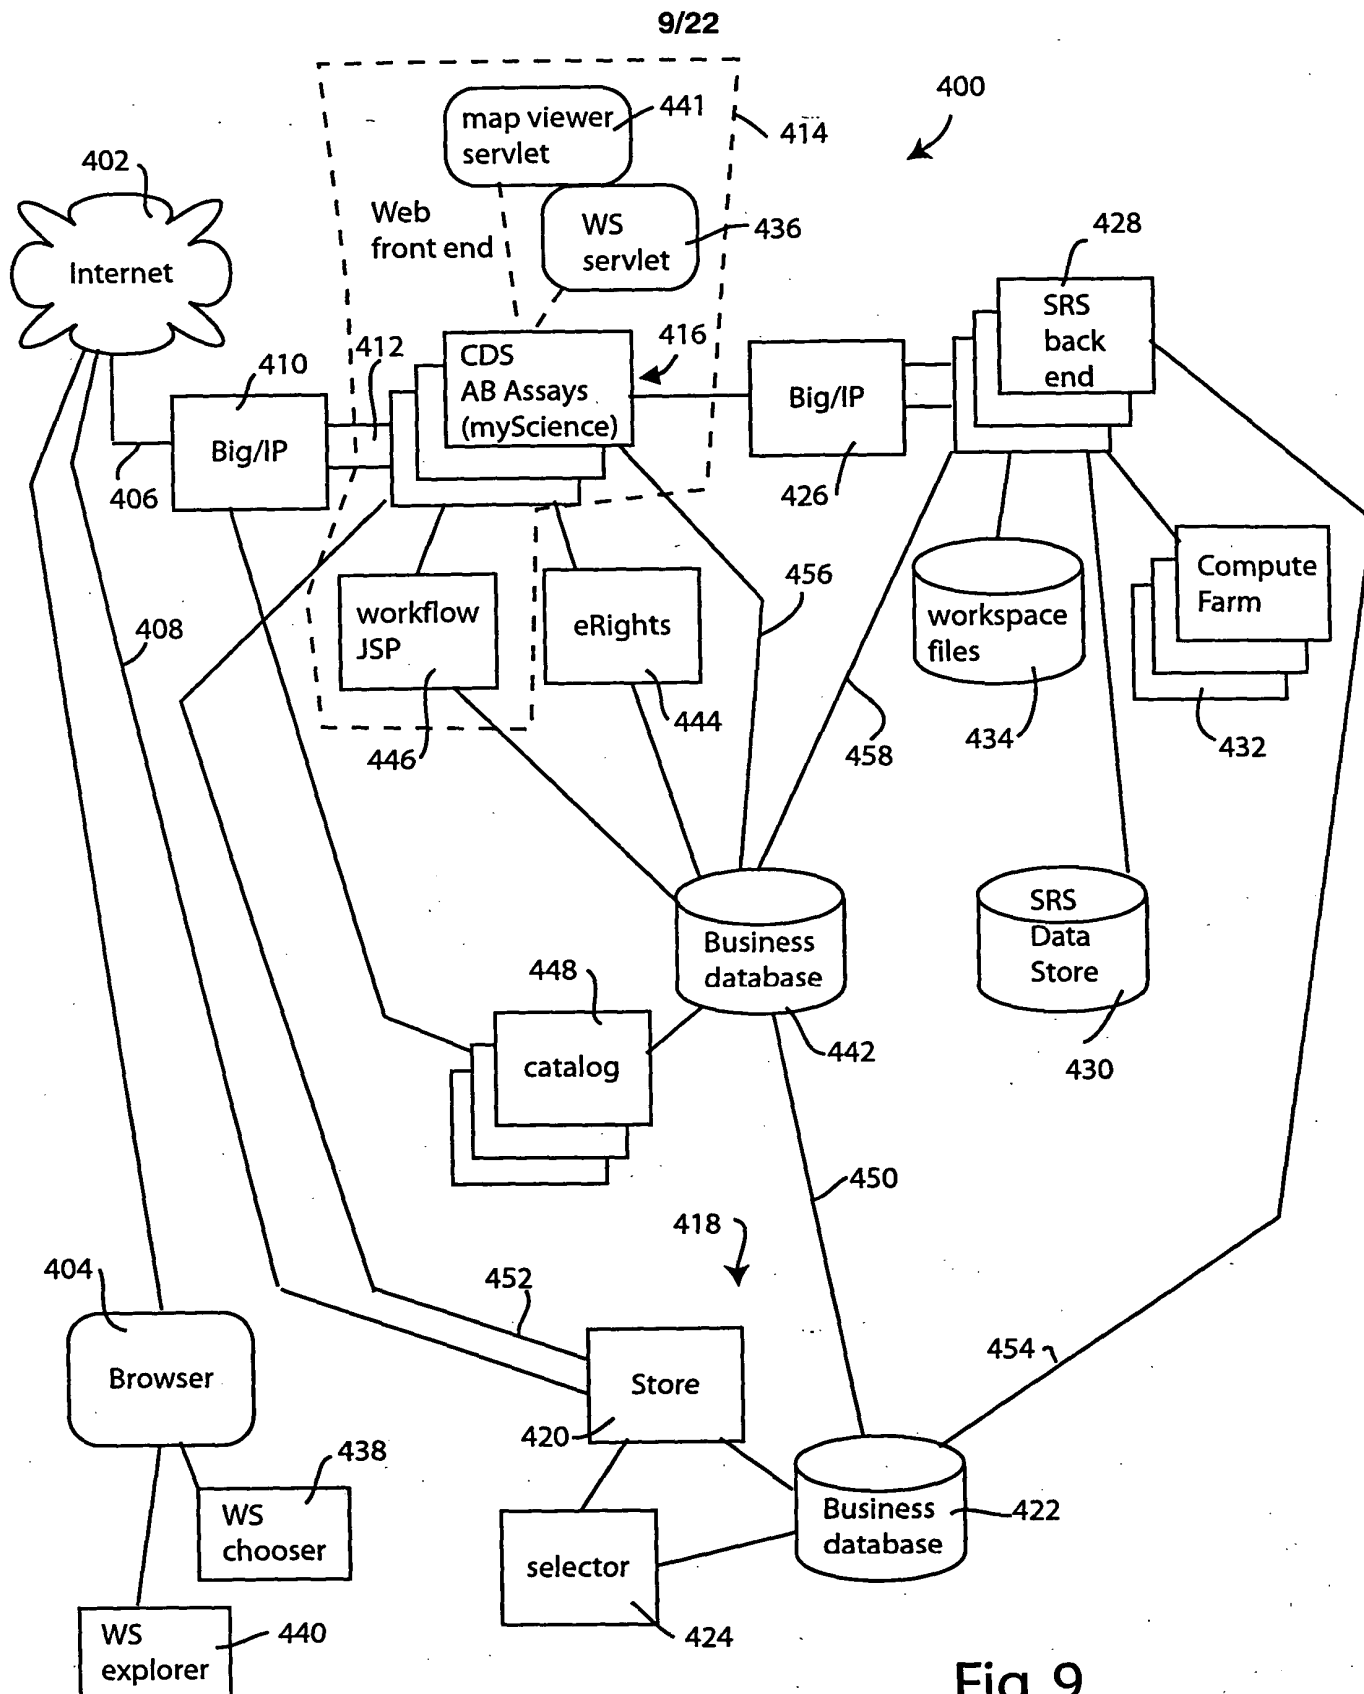 9/22
400
map viewer
servlet
441
414
402
Web
front end
WS
servlet
436
428
Internet
SRS
back
end
410
412
CDS
AB Assays
(myScience)
416
Big/IP
Big/IP
406
426
workflow
JSP
eRights
456
workspace
files
Compute
Farm
408
446
444
458
434
432
Business
database
442
SRS
Data
Store
430
448
catalog
450
418
404
452
Browser
Store
454
420
438
WS
chooser
selector
Business
database
422
424
WS
explorer
440
Fig 9